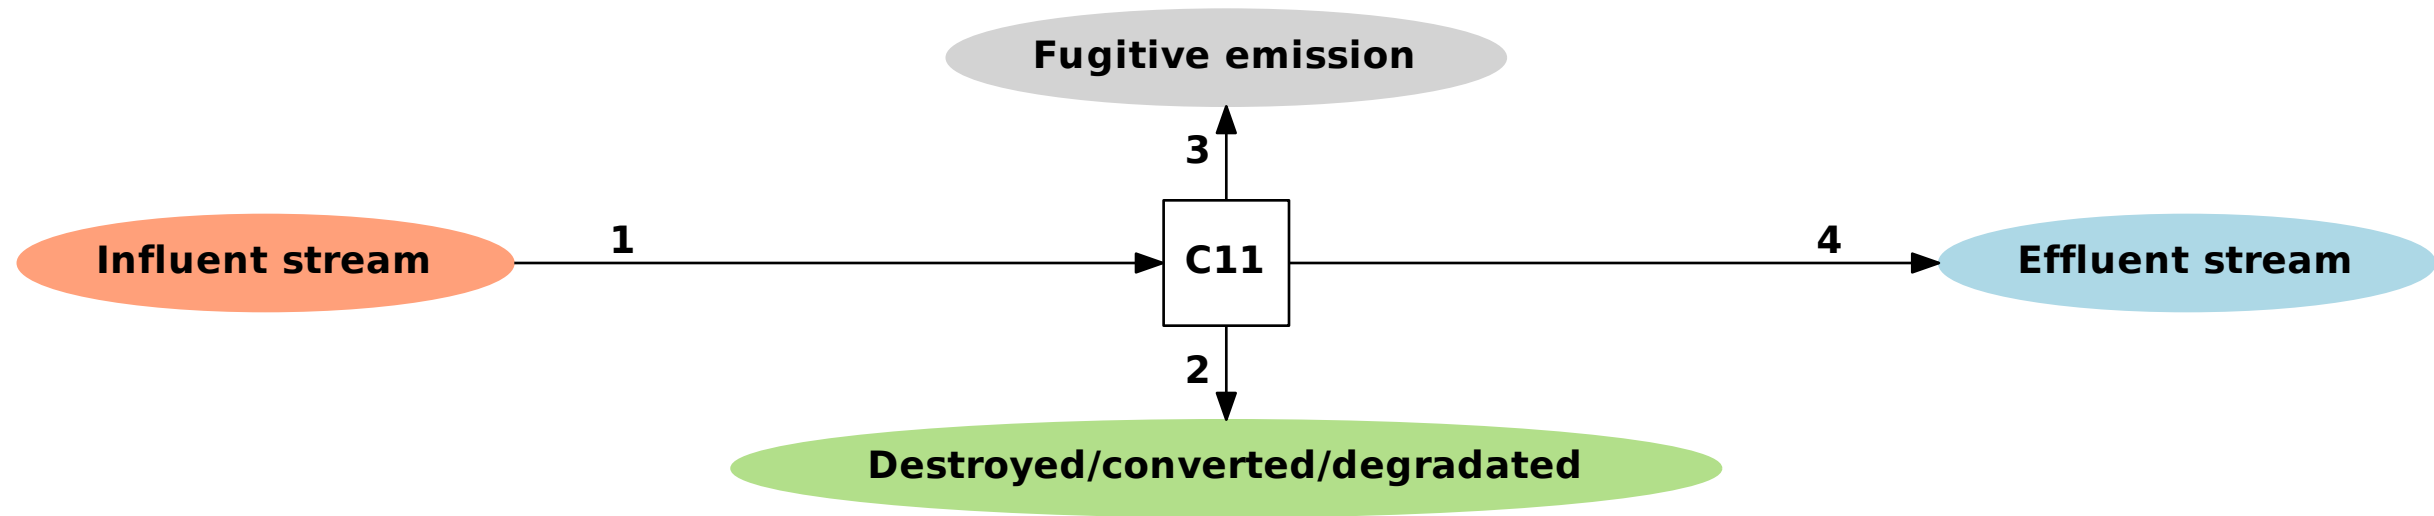 Fugitive emission
3
Influent stream
1
C11
4
Effluent stream
2
Destroyed/converted/degradated